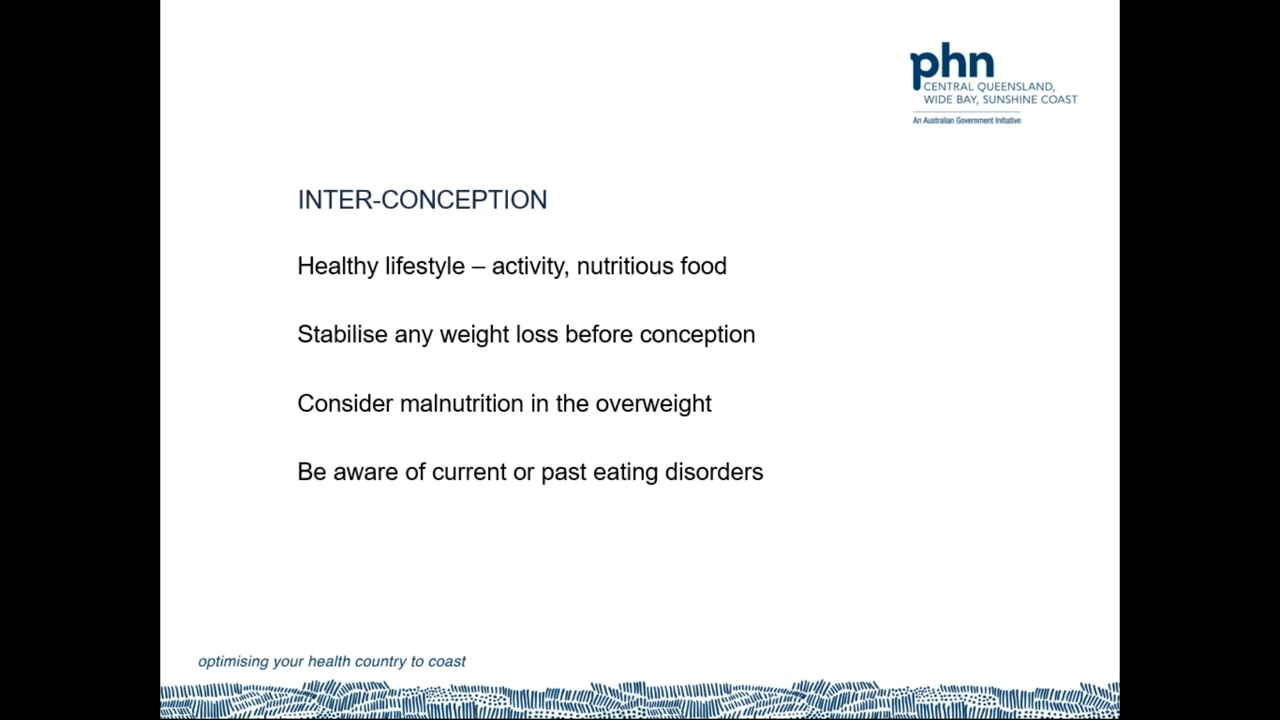 phn
CENTRAL QUEENSLAND,
WIDE BAY, SUNSHINE COAST
An Australian Government Initiative
INTER-CONCEPTION
Healthy lifestyle – activity, nutritious food
Stabilise any weight loss before conception
Consider malnutrition in the overweight
Be aware of current or past eating disorders
optimising your health country to coast